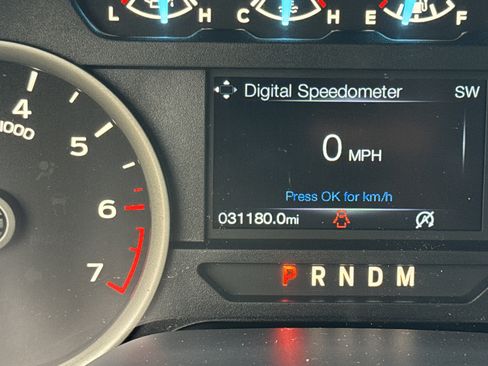 L H C H E F
Digital Speedometer SW
4
x1000
5
0 MPH
6
Press OK for km/h
031180.0mi
7
P R N D M